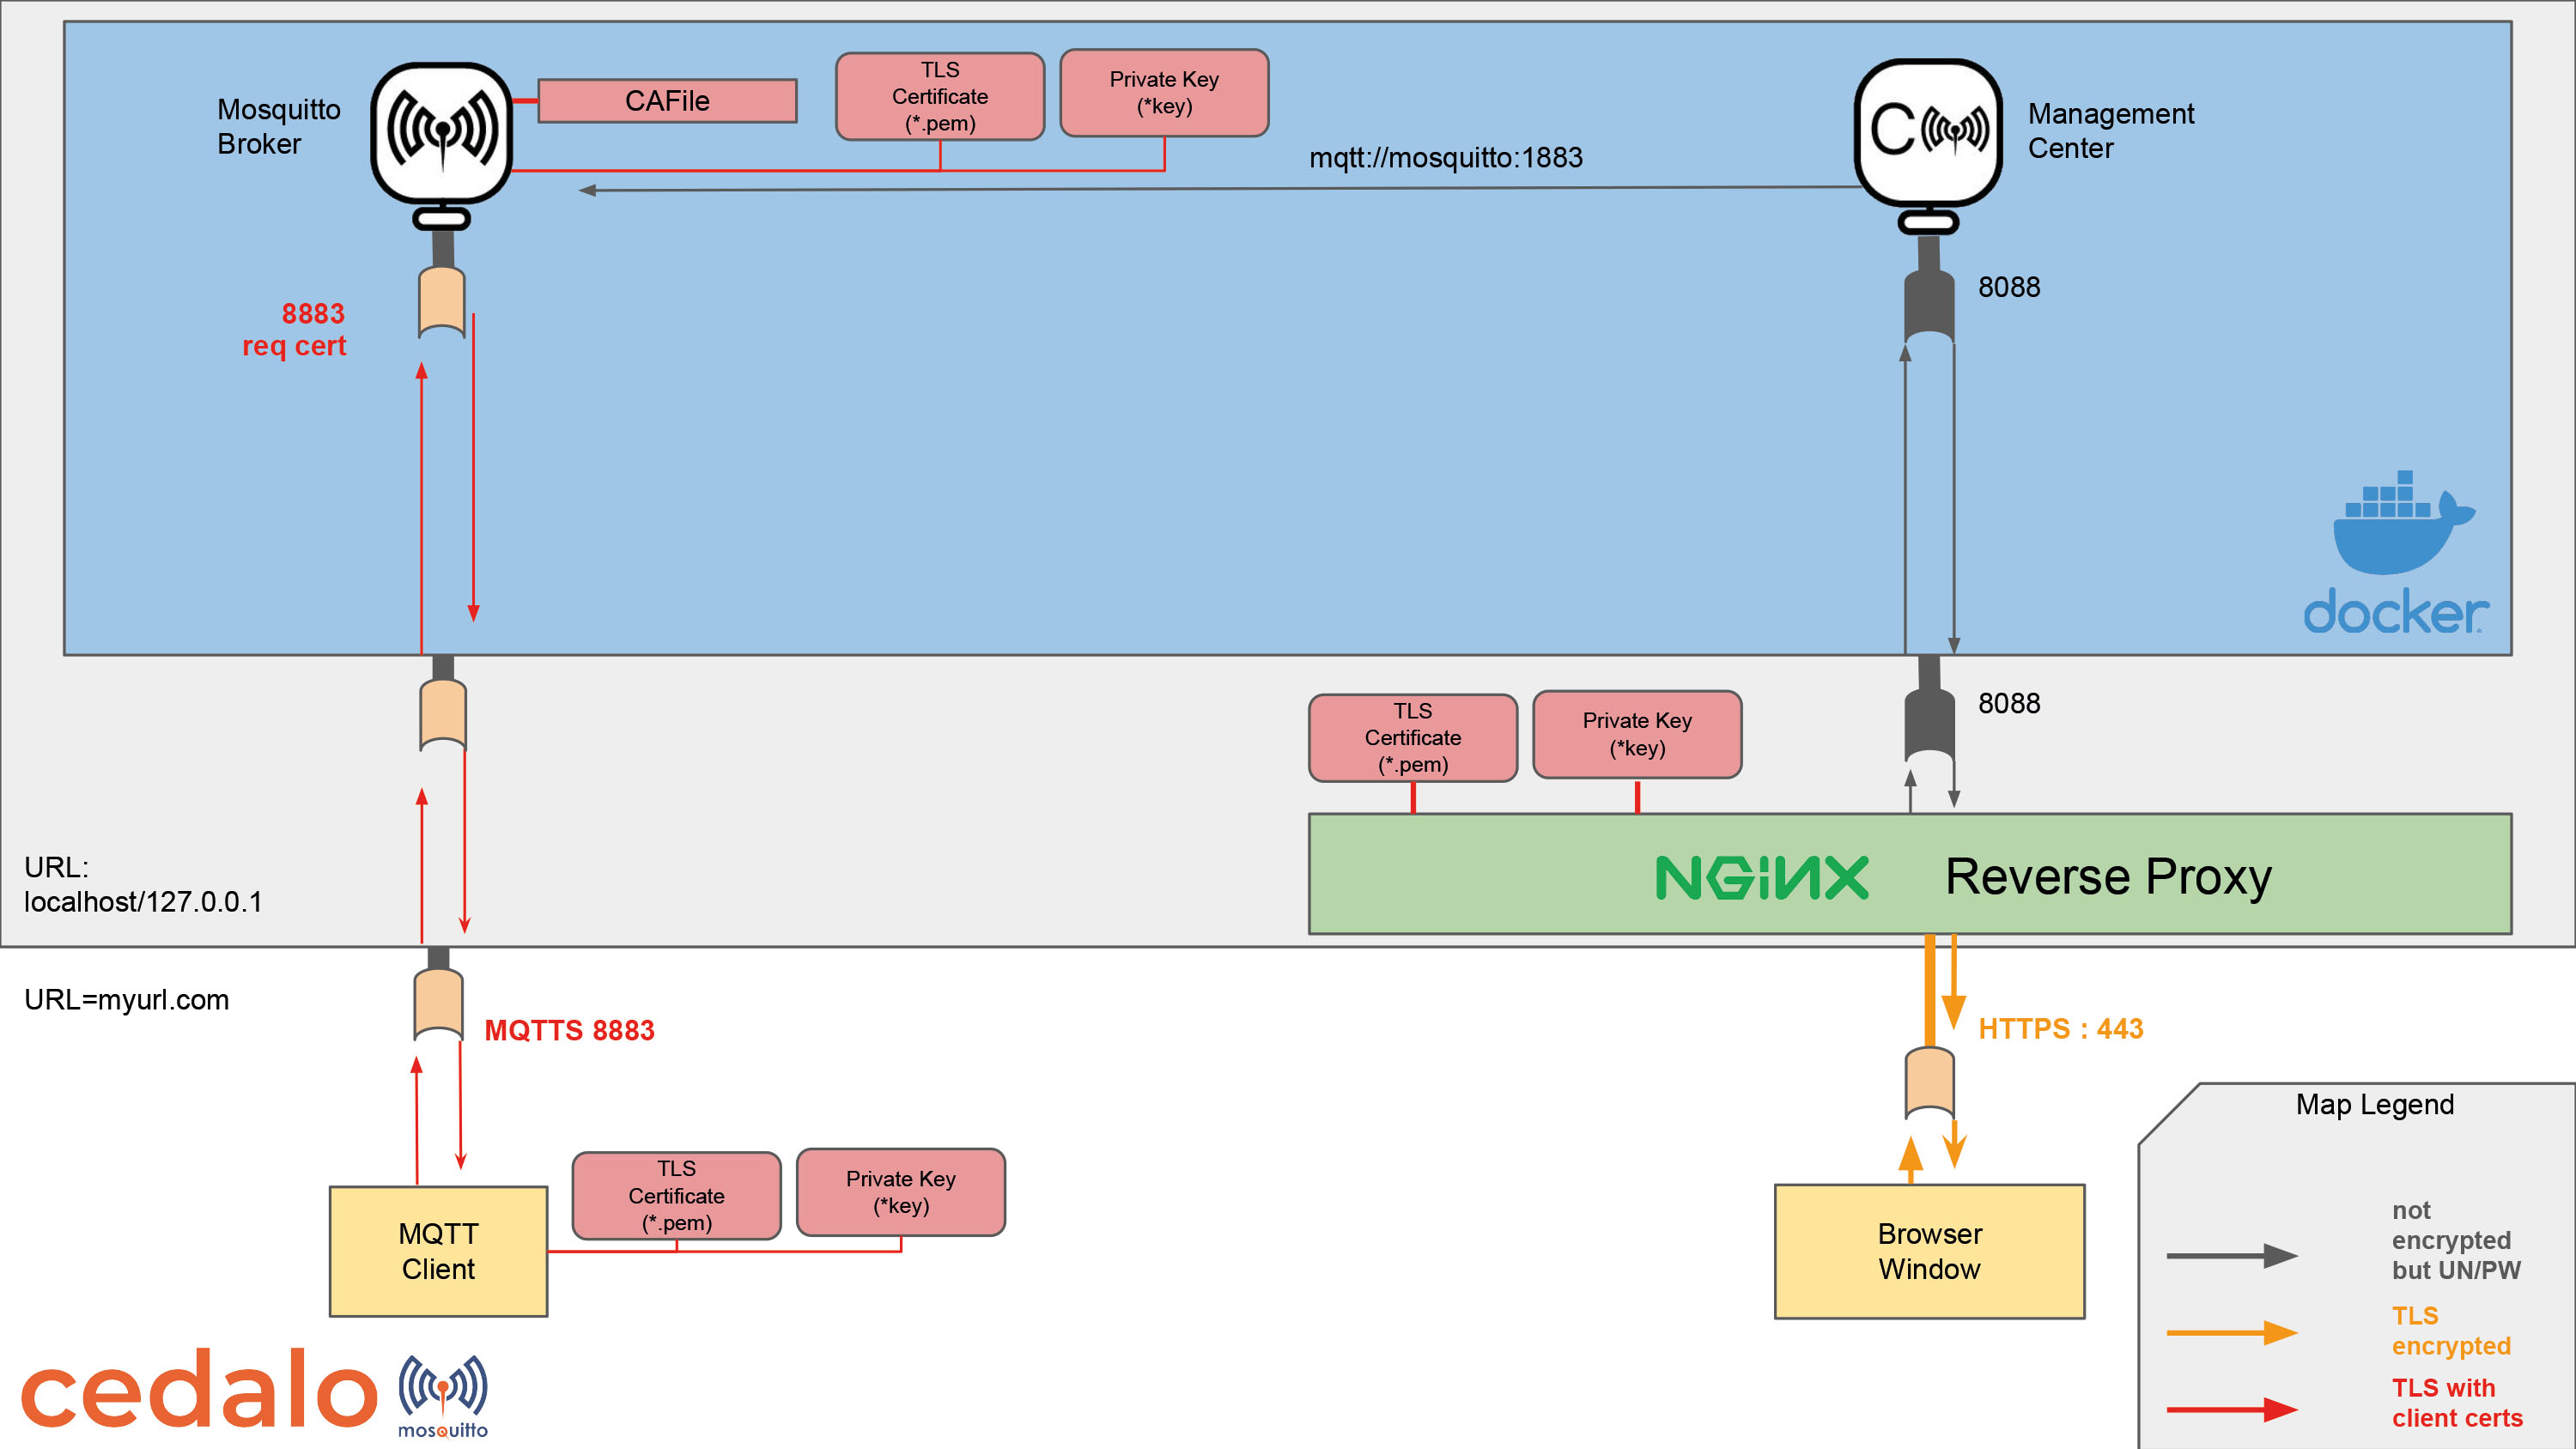 Mosquitto
Broker
CAFile
TLS
Certificate
(*.pem)
Private Key
(*key)
mqtt://mosquitto:1883
C
Management
Center
8883
req cert
8088
docker
8088
TLS
Certificate
(*.pem)
Private Key
(*key)
NGINX Reverse Proxy
URL:
localhost/127.0.0.1
URL=myurl.com
MQTTS 8883
HTTPS : 443
MQTT
Client
TLS
Certificate
(*.pem)
Private Key
(*key)
Browser
Window
Map Legend
not
encrypted
but UN/PW
TLS
encrypted
TLS with
client certs
cedalo
mosquitto